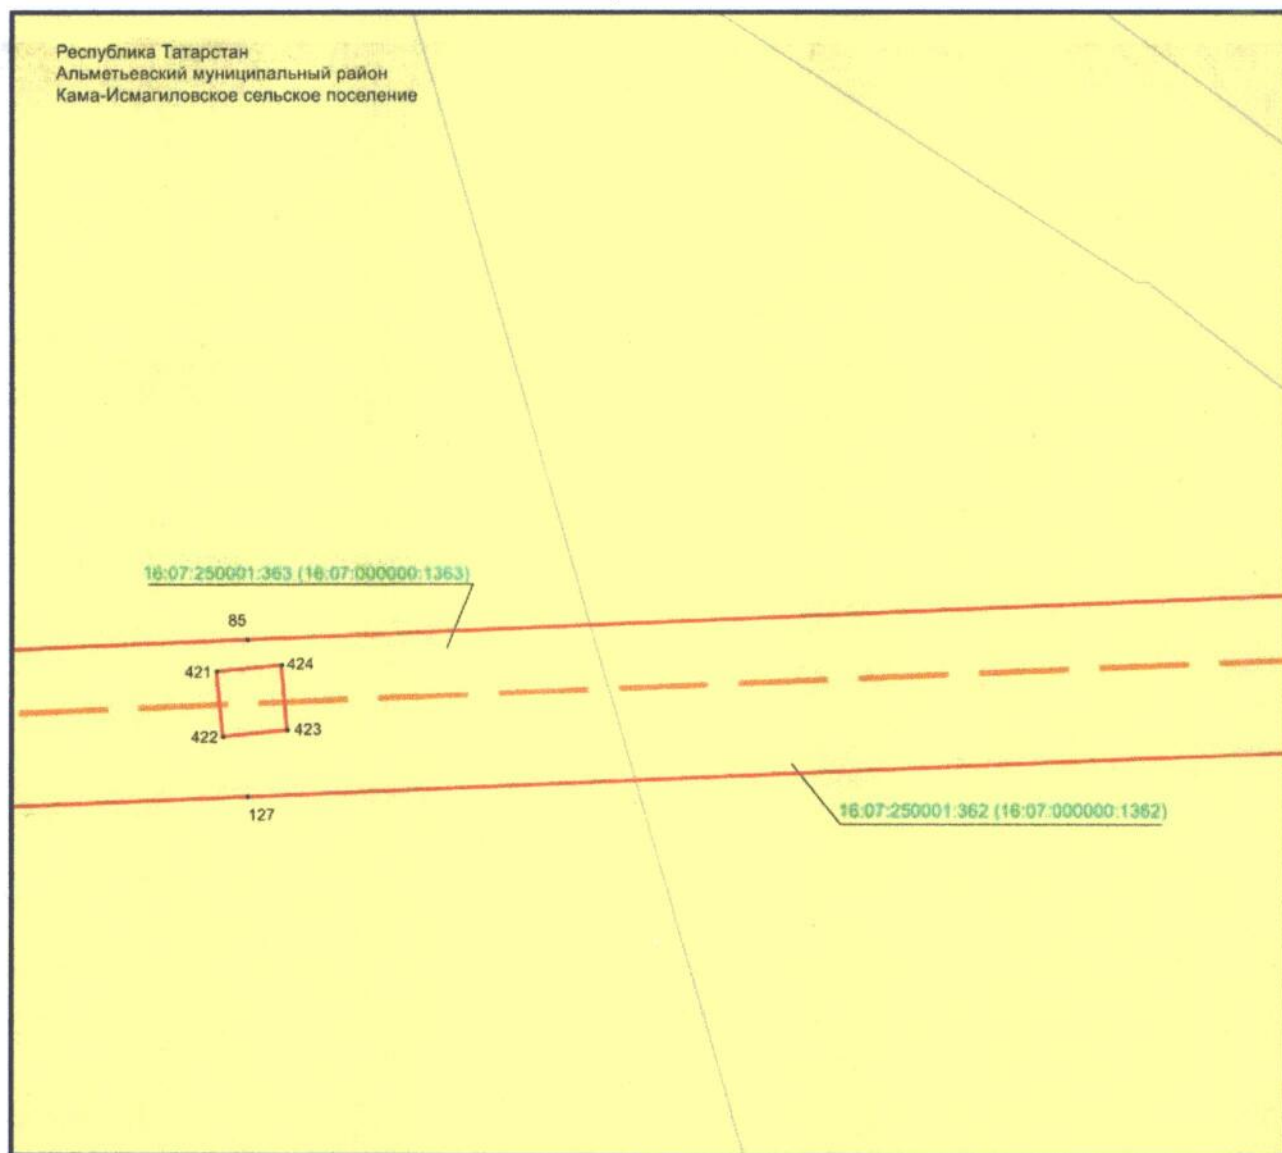 Республика Татарстан
Альметьевский муниципальный район
Кама-Исмагиловское сельское поселение
16:07:250001:363 (16:07:000000:1363)
85
421
424
422
423
127
16:07:250001:362 (16:07:000000:1362)